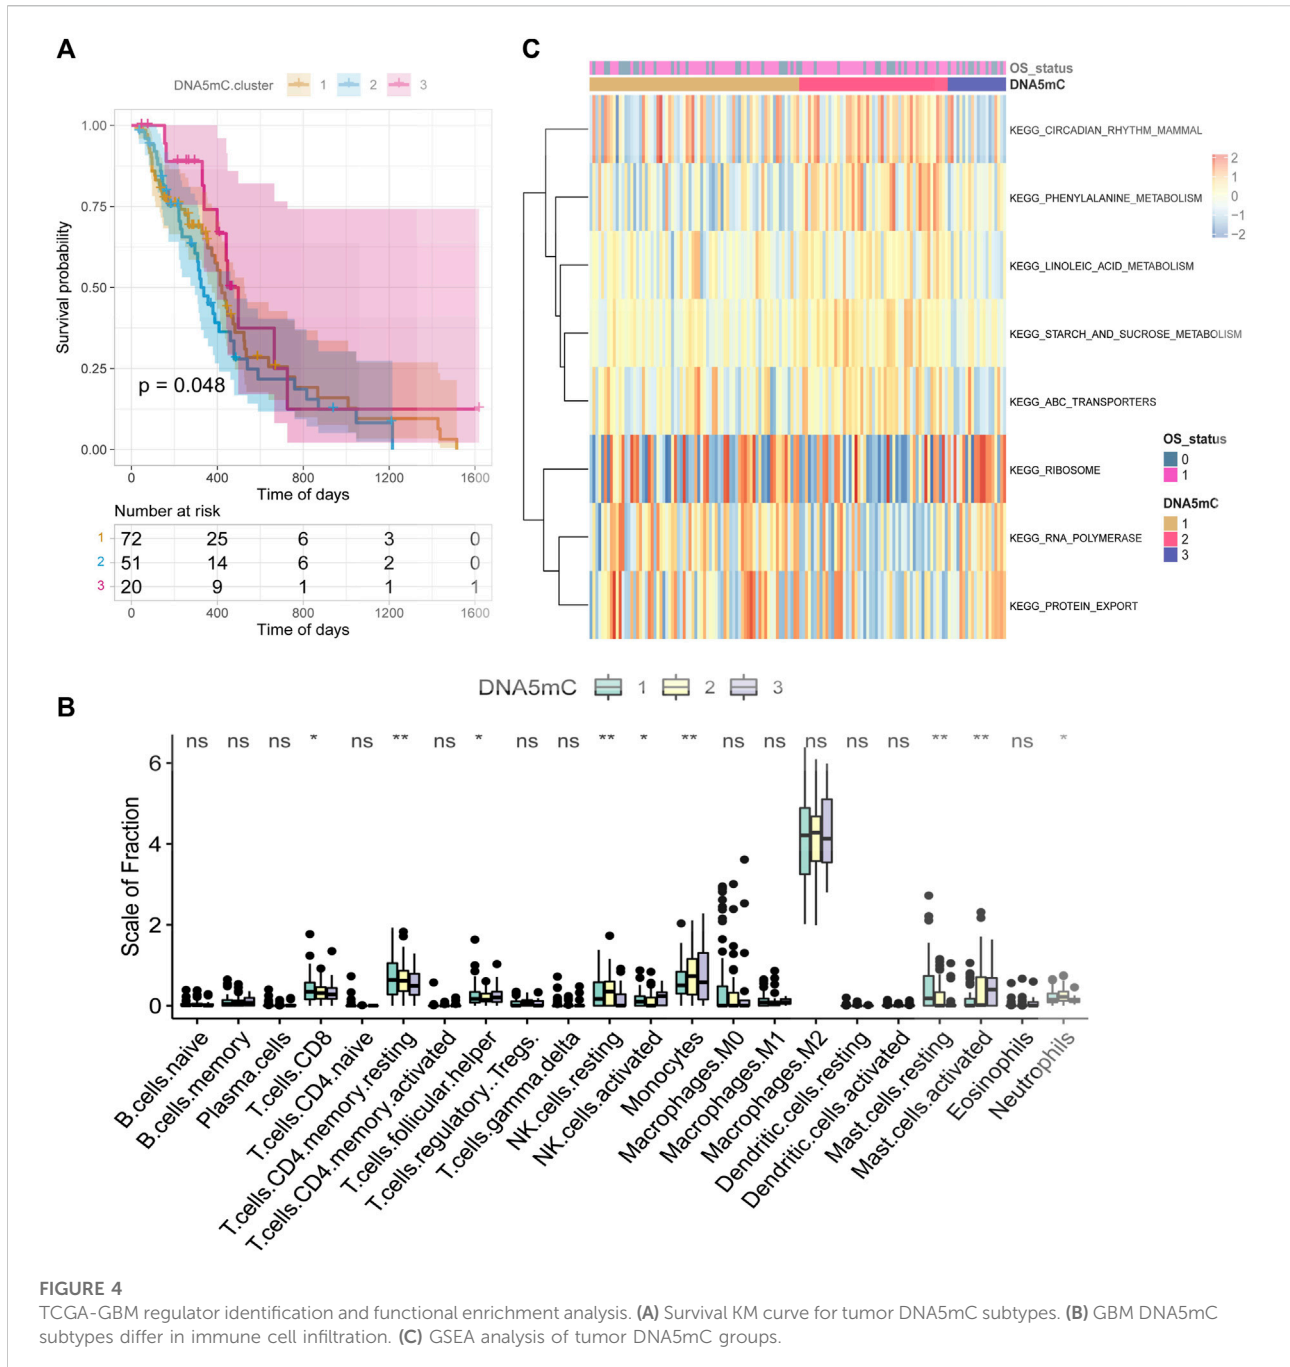 A
DNA5mC.cluster 1 2 3
Survival probability
1.00
0.75
0.50
0.25
0.00
p = 0.048
0 400 800 1200 1600
Time of days
Number at risk
1 72 25 6 3 0
2 51 14 6 2 0
3 20 9 1 1 1
0 400 800 1200 1600
Time of days
C
OS_status
DNA5mC
KEGG_CIRCADIAN_RHYTHM_MAMMAL
KEGG_PHENYLALANINE_METABOLISM
KEGG_LINOLEIC_ACID_METABOLISM
KEGG_STARCH_AND_SUCROSE_METABOLISM
KEGG_ABC_TRANSPORTERS
KEGG_RIBOSOME
KEGG_RNA_POLYMERASE
KEGG_PROTEIN_EXPORT
2
1
0
−1
−2
OS_status
0
1
DNA5mC
1
2
3
B
DNA5mC 1 2 3
ns ns ns * ns ** ns * ns ns ** * ** ns ns ns ns ns ** ** ns *
Scale of Fraction
6
4
2
0
B.cells.naive
B.cells.memory
Plasma.cells
T.cells.CD8
T.cells.CD4.naive
T.cells.CD4.memory.resting
T.cells.CD4.memory.activated
T.cells.follicular.helper
T.cells.regulatory..Tregs.
T.cells.gamma.delta
NK.cells.resting
NK.cells.activated
Monocytes
Macrophages.M0
Macrophages.M1
Macrophages.M2
Dendritic.cells.resting
Dendritic.cells.activated
Mast.cells.resting
Mast.cells.activated
Eosinophils
Neutrophils
FIGURE 4
TCGA-GBM regulator identification and functional enrichment analysis. (A) Survival KM curve for tumor DNA5mC subtypes. (B) GBM DNA5mC
subtypes differ in immune cell infiltration. (C) GSEA analysis of tumor DNA5mC groups.